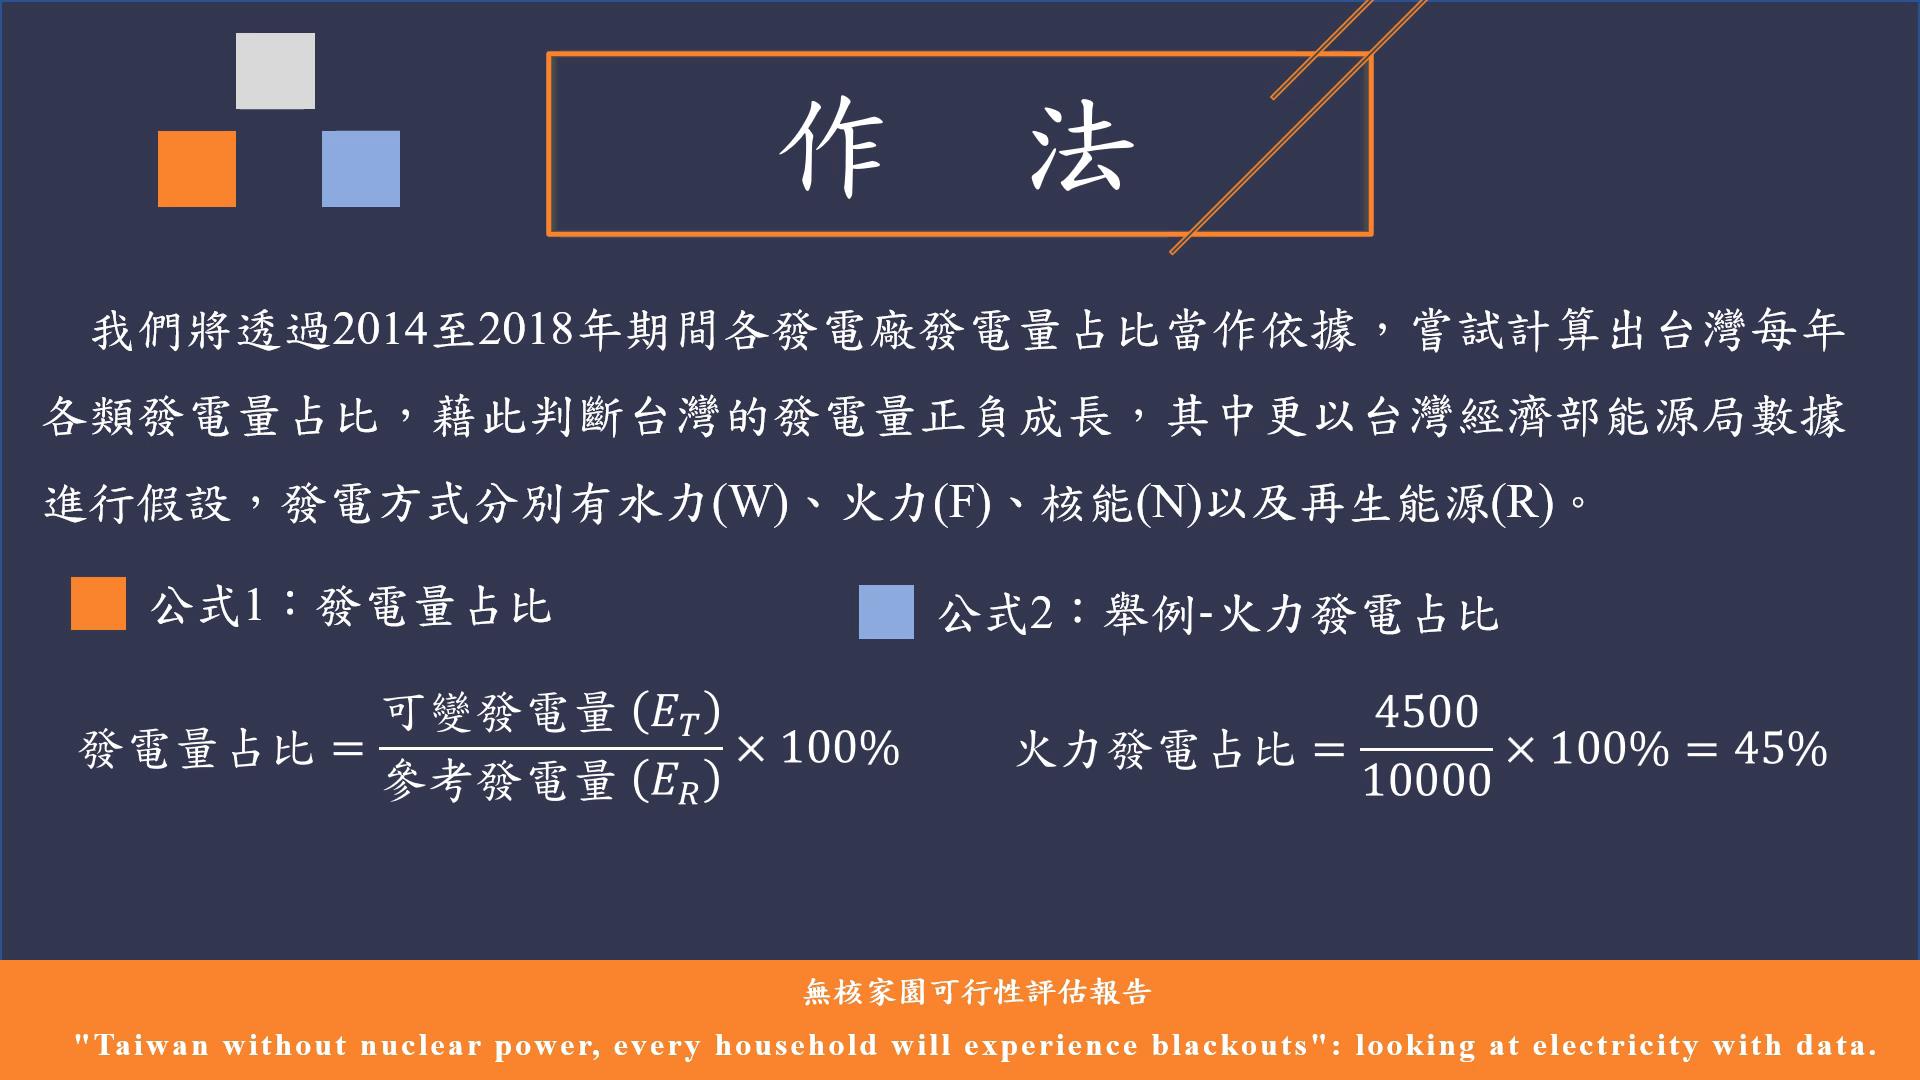 作 法
我們將透過2014至2018年期間各發電廠發電量占比當作依據，嘗試計算出台灣每年
各類發電量占比，藉此判斷台灣的發電量正負成長，其中更以台灣經濟部能源局數據
進行假設，發電方式分別有水力(W)、火力(F)、核能(N)以及再生能源(R)。
公式1：發電量占比
公式2：舉例-火力發電占比
發電量占比 = 可變發電量 (E_T) / 參考發電量 (E_R) × 100%
火力發電占比 = 4500 / 10000 × 100% = 45%
無核家園可行性評估報告
"Taiwan without nuclear power, every household will experience blackouts": looking at electricity with data.